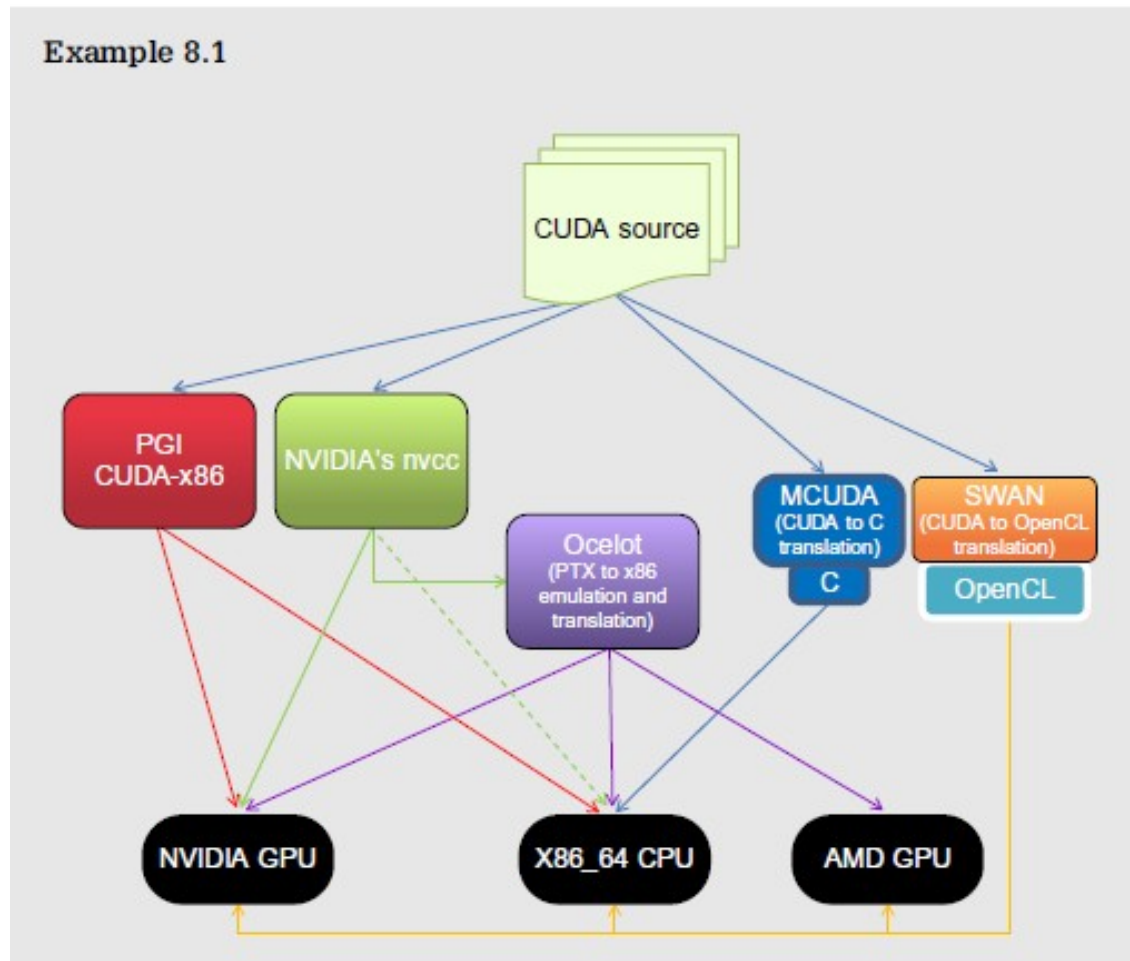 Example 8.1
CUDA source
PGI
CUDA-x86
NVIDIA's nvcc
Ocelot
(PTX to x86
emulation and
translation)
MCUDA
(CUDA to C
translation)
C
SWAN
(CUDA to OpenCL
translation)
OpenCL
NVIDIA GPU
X86_64 CPU
AMD GPU